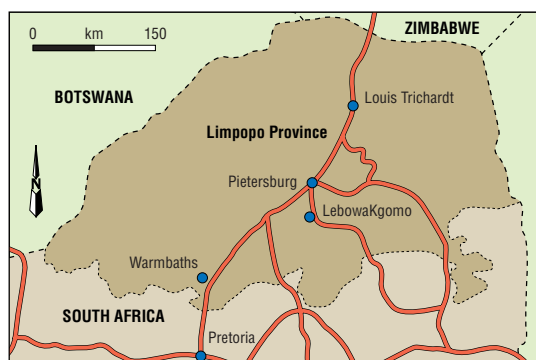 ZIMBABWE
0 km 150
BOTSWANA
Louis Trichardt
Limpopo Province
N
Pietersburg
LebowaKgomo
Warmbaths
SOUTH AFRICA
Pretoria